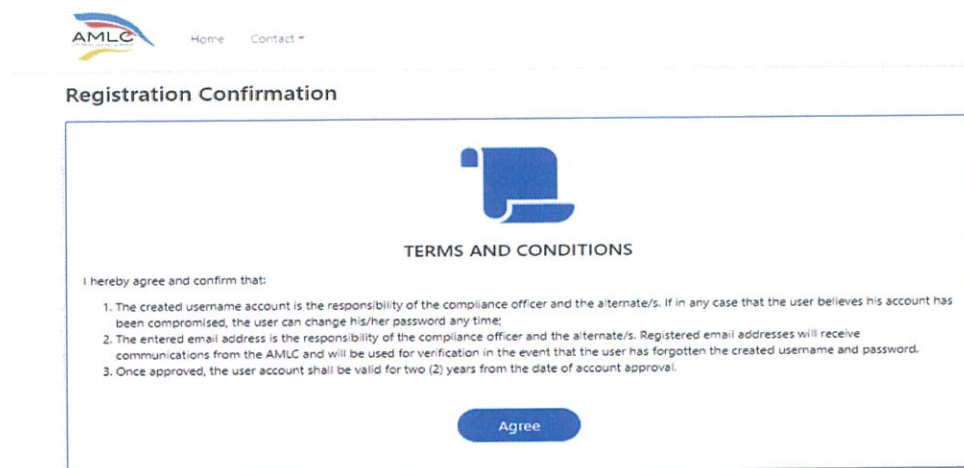 AMLC
Home Contact
Registration Confirmation
TERMS AND CONDITIONS
I hereby agree and confirm that:
1. The created username account is the responsibility of the compliance officer and the alternate/s. If in any case that the user believes his account has
been compromised, the user can change his/her password any time;
2. The entered email address is the responsibility of the compliance officer and the alternate/s. Registered email addresses will receive
communications from the AMLC and will be used for verification in the event that the user has forgotten the created username and password.
3. Once approved, the user account shall be valid for two (2) years from the date of account approval.
Agree